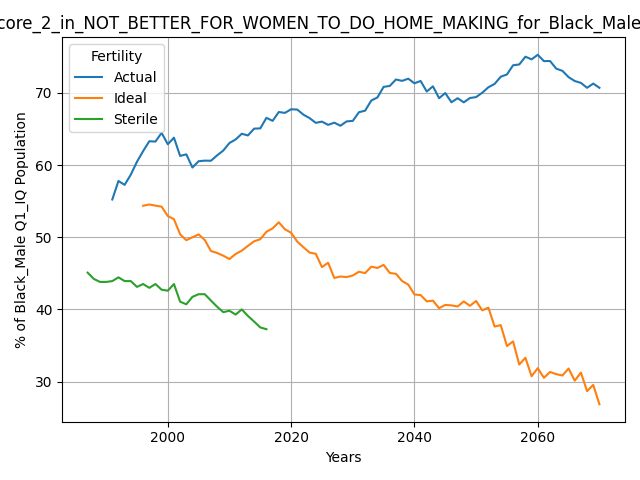 core_2_in_NOT_BETTER_FOR_WOMEN_TO_DO_HOME_MAKING_for_Black_Male
Fertility
Actual
Ideal
Sterile
70
60
50
40
30
% of Black_Male Q1_IQ Population
2000 2020 2040 2060
Years